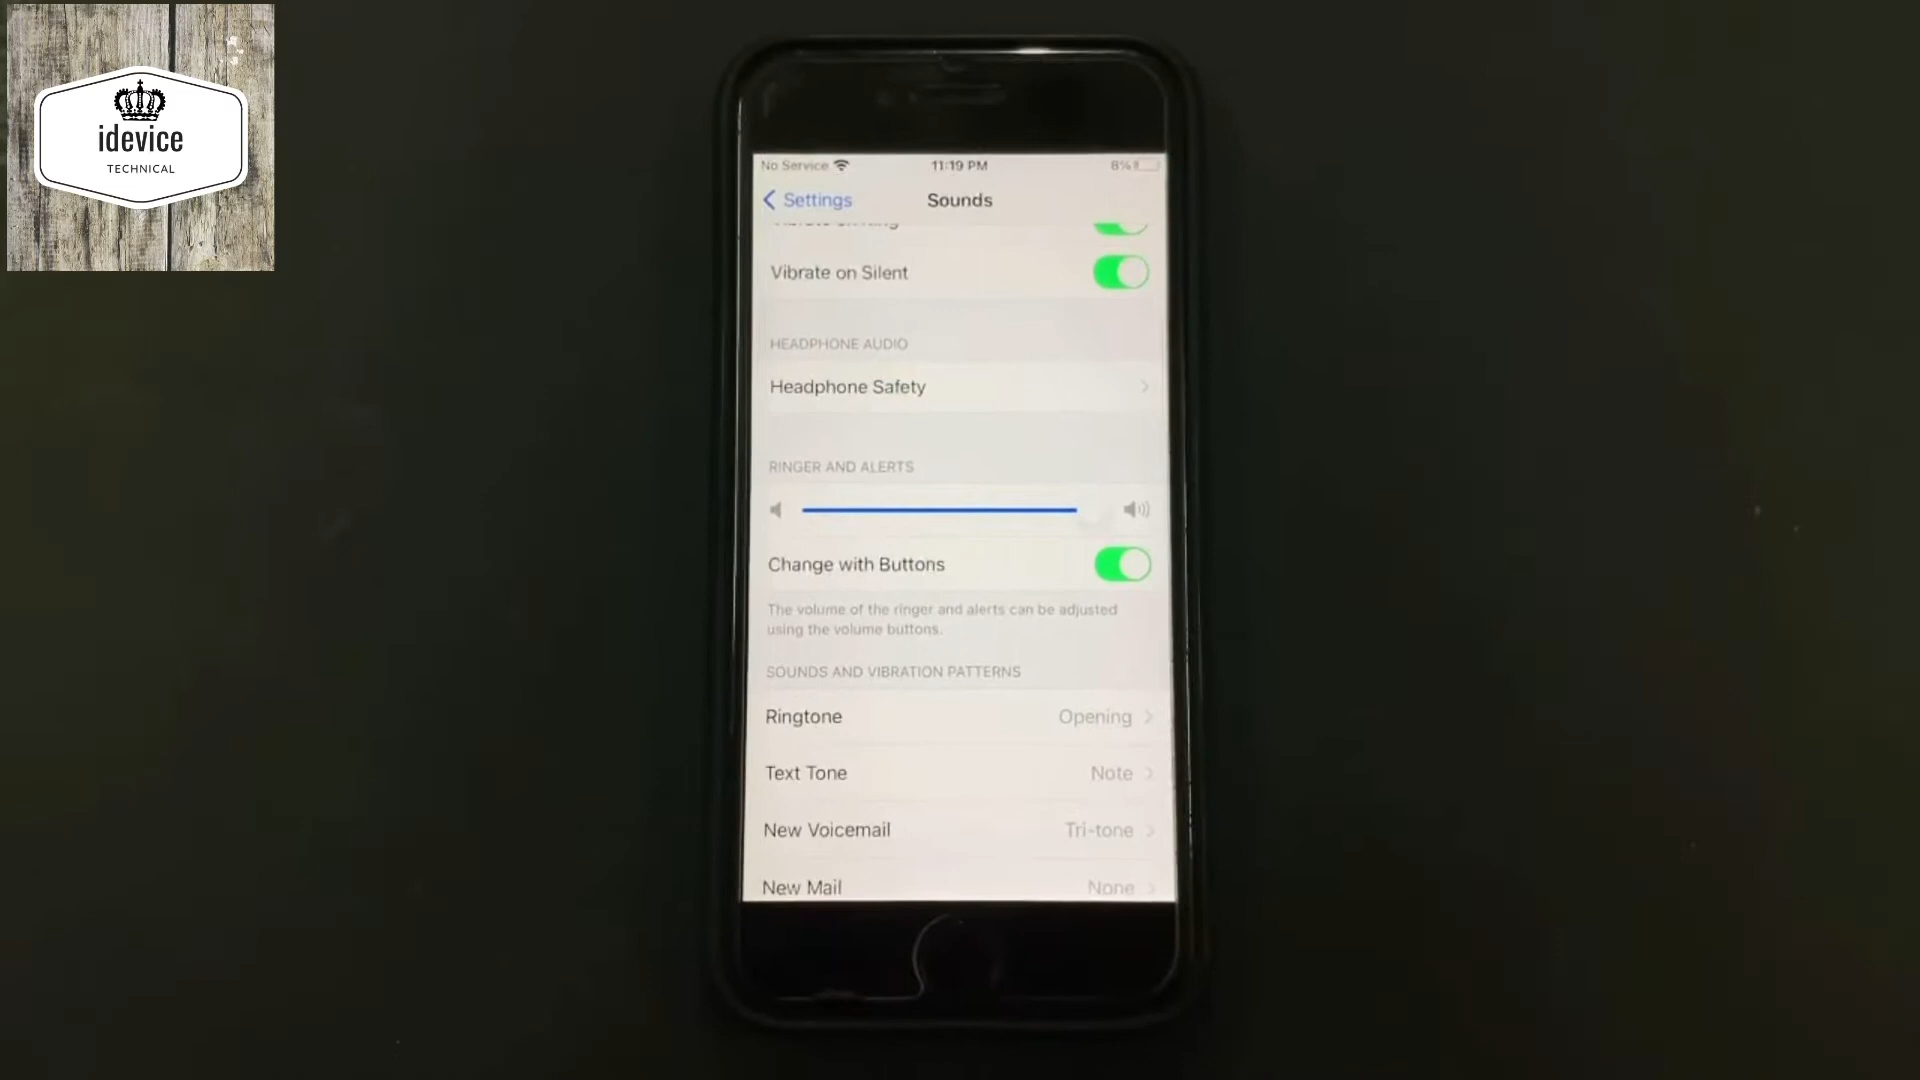 idevice
TECHNICAL
No Service 11:19 PM 8%
Settings Sounds
Vibrate on Silent
HEADPHONE AUDIO
Headphone Safety
RINGER AND ALERTS
Change with Buttons
The volume of the ringer and alerts can be adjusted
using the volume buttons.
SOUNDS AND VIBRATION PATTERNS
Ringtone Opening
Text Tone Note
New Voicemail Tri-tone
New Mail None